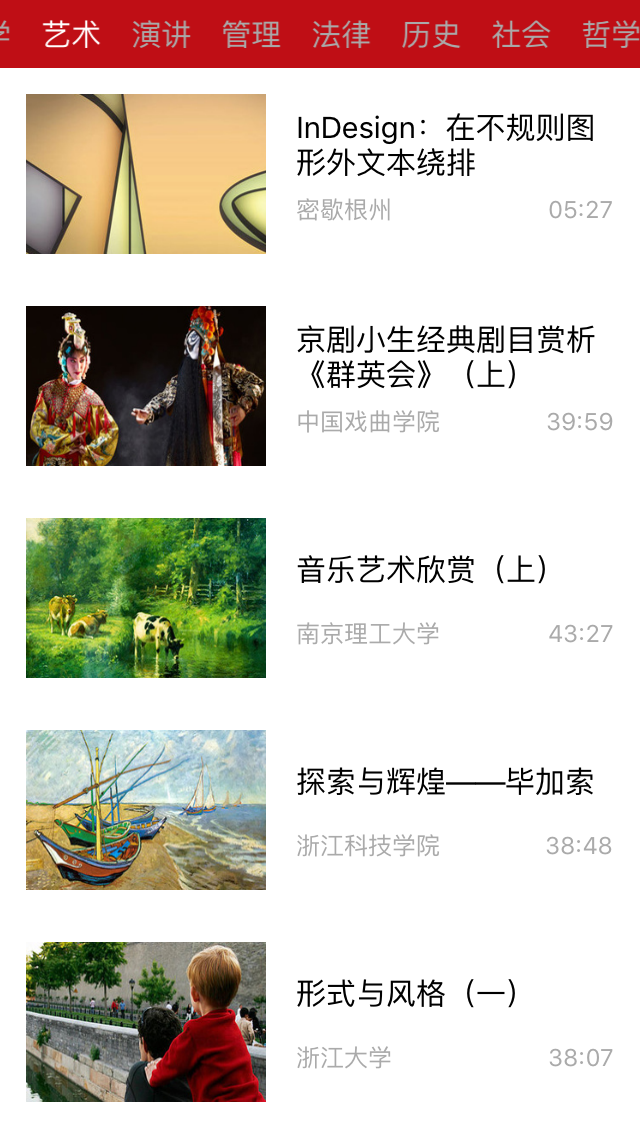 学 艺术 演讲 管理 法律 历史 社会 哲学
InDesign：在不规则图
形外文本绕排
密歇根州 05:27
京剧小生经典剧目赏析
《群英会》（上）
中国戏曲学院 39:59
音乐艺术欣赏（上）
南京理工大学 43:27
探索与辉煌——毕加索
浙江科技学院 38:48
形式与风格（一）
浙江大学 38:07